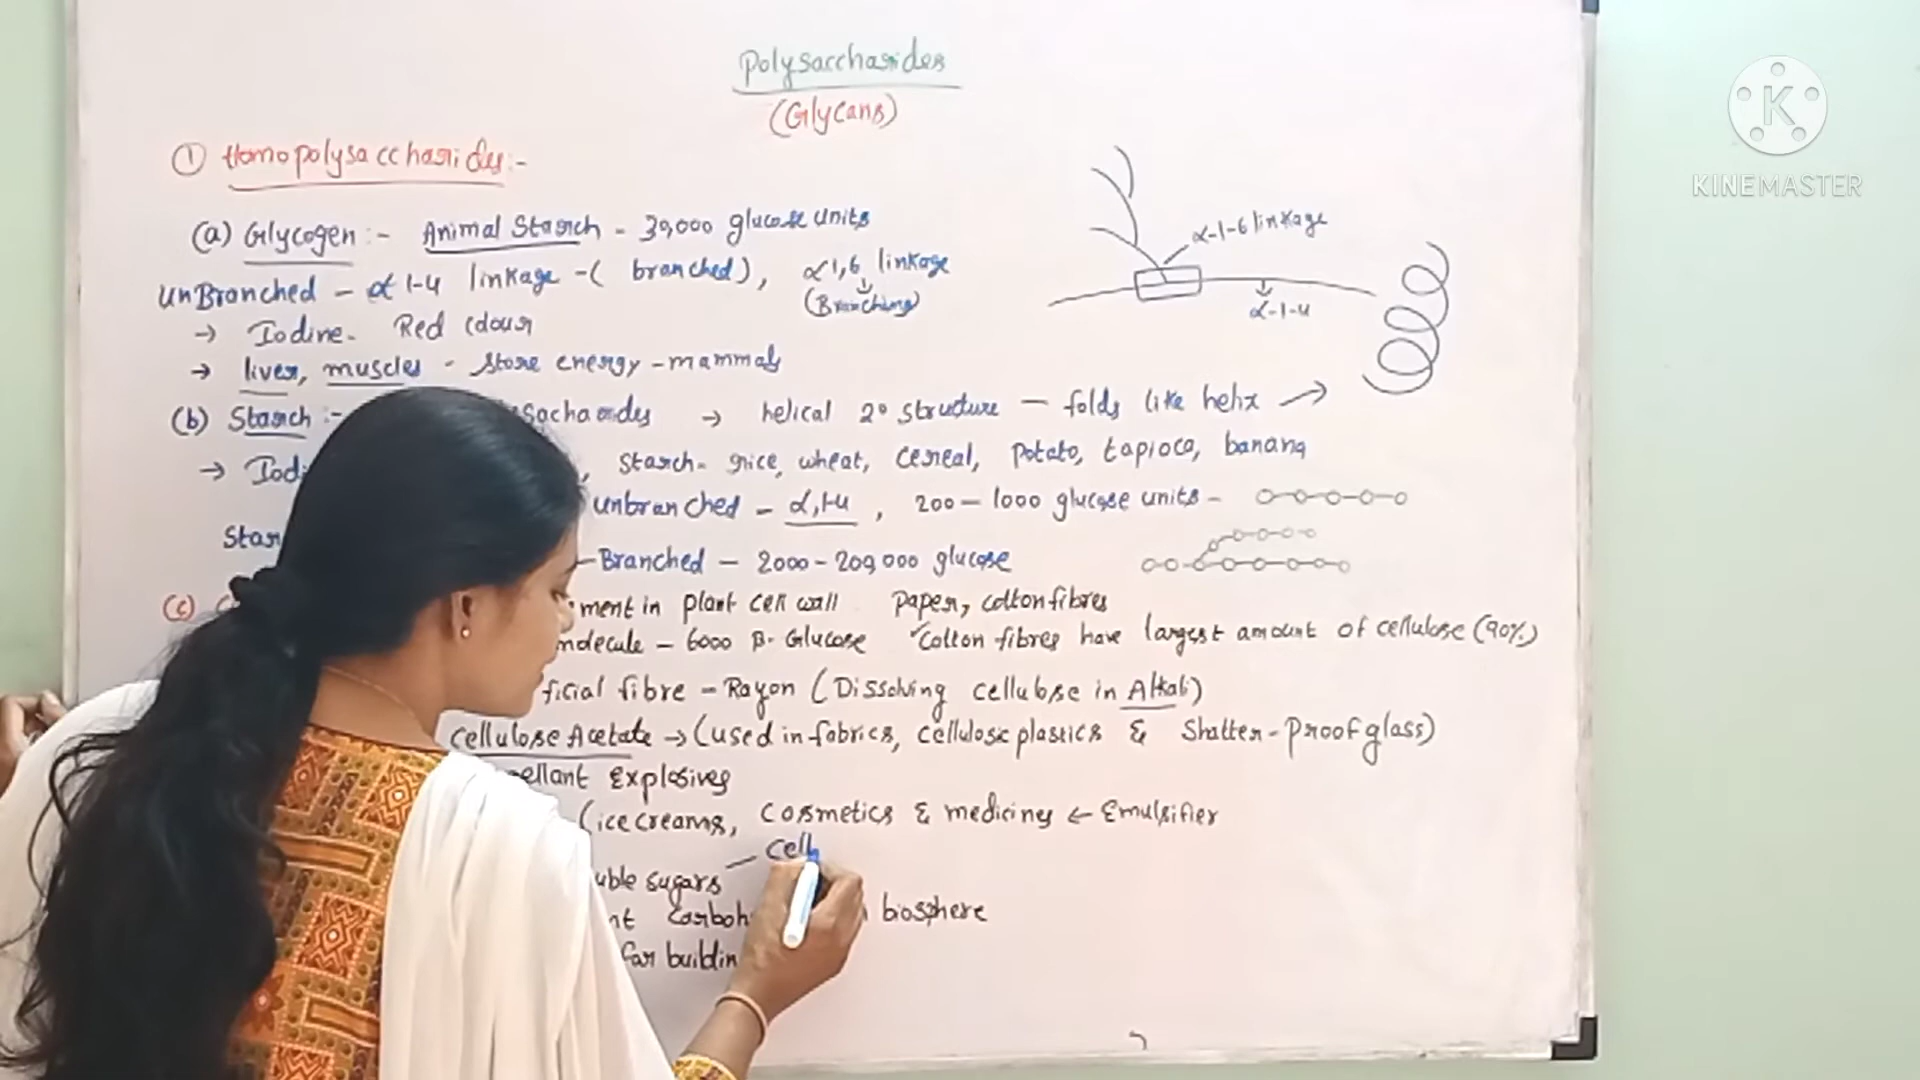 Polysaccharides
(Glycans)
① Homopolysaccharides:-
(a) Glycogen :- Animal Starch - 30,000 glucose units
UnBranched - α 1-4 linkage -( branched), α1,6 linkage
(Branching)
→ Iodine - Red colour
→ liver, muscles - Store energy - mammals
α-1-6 linkage
α-1-4
(b) Starch :- sacharides → helical 2° structure — folds like helix →
→ Iodi , Starch - rice, wheat, cereal, Potato, tapioca, banana
unbranched - α,1-4 , 200 - 1000 glucose units -
Star
-Branched - 2000 - 200,000 glucose
(c) ment in plant cell wall Paper, cotton fibres
molecule - 6000 β- Glucose ✓Cotton fibres have largest amount of cellulose (90%)
ficial fibre - Rayon (Dissolving cellulose in Alkali)
Cellulose Acetate → (used in fabrics, cellulosic plastics & Shatter-Proof glass)
ellant Explosives
(ice creams, cosmetics & medicines ← Emulsifier
uble sugars - Cell
nt Carboh biosphere
for buildin
KINEMASTER